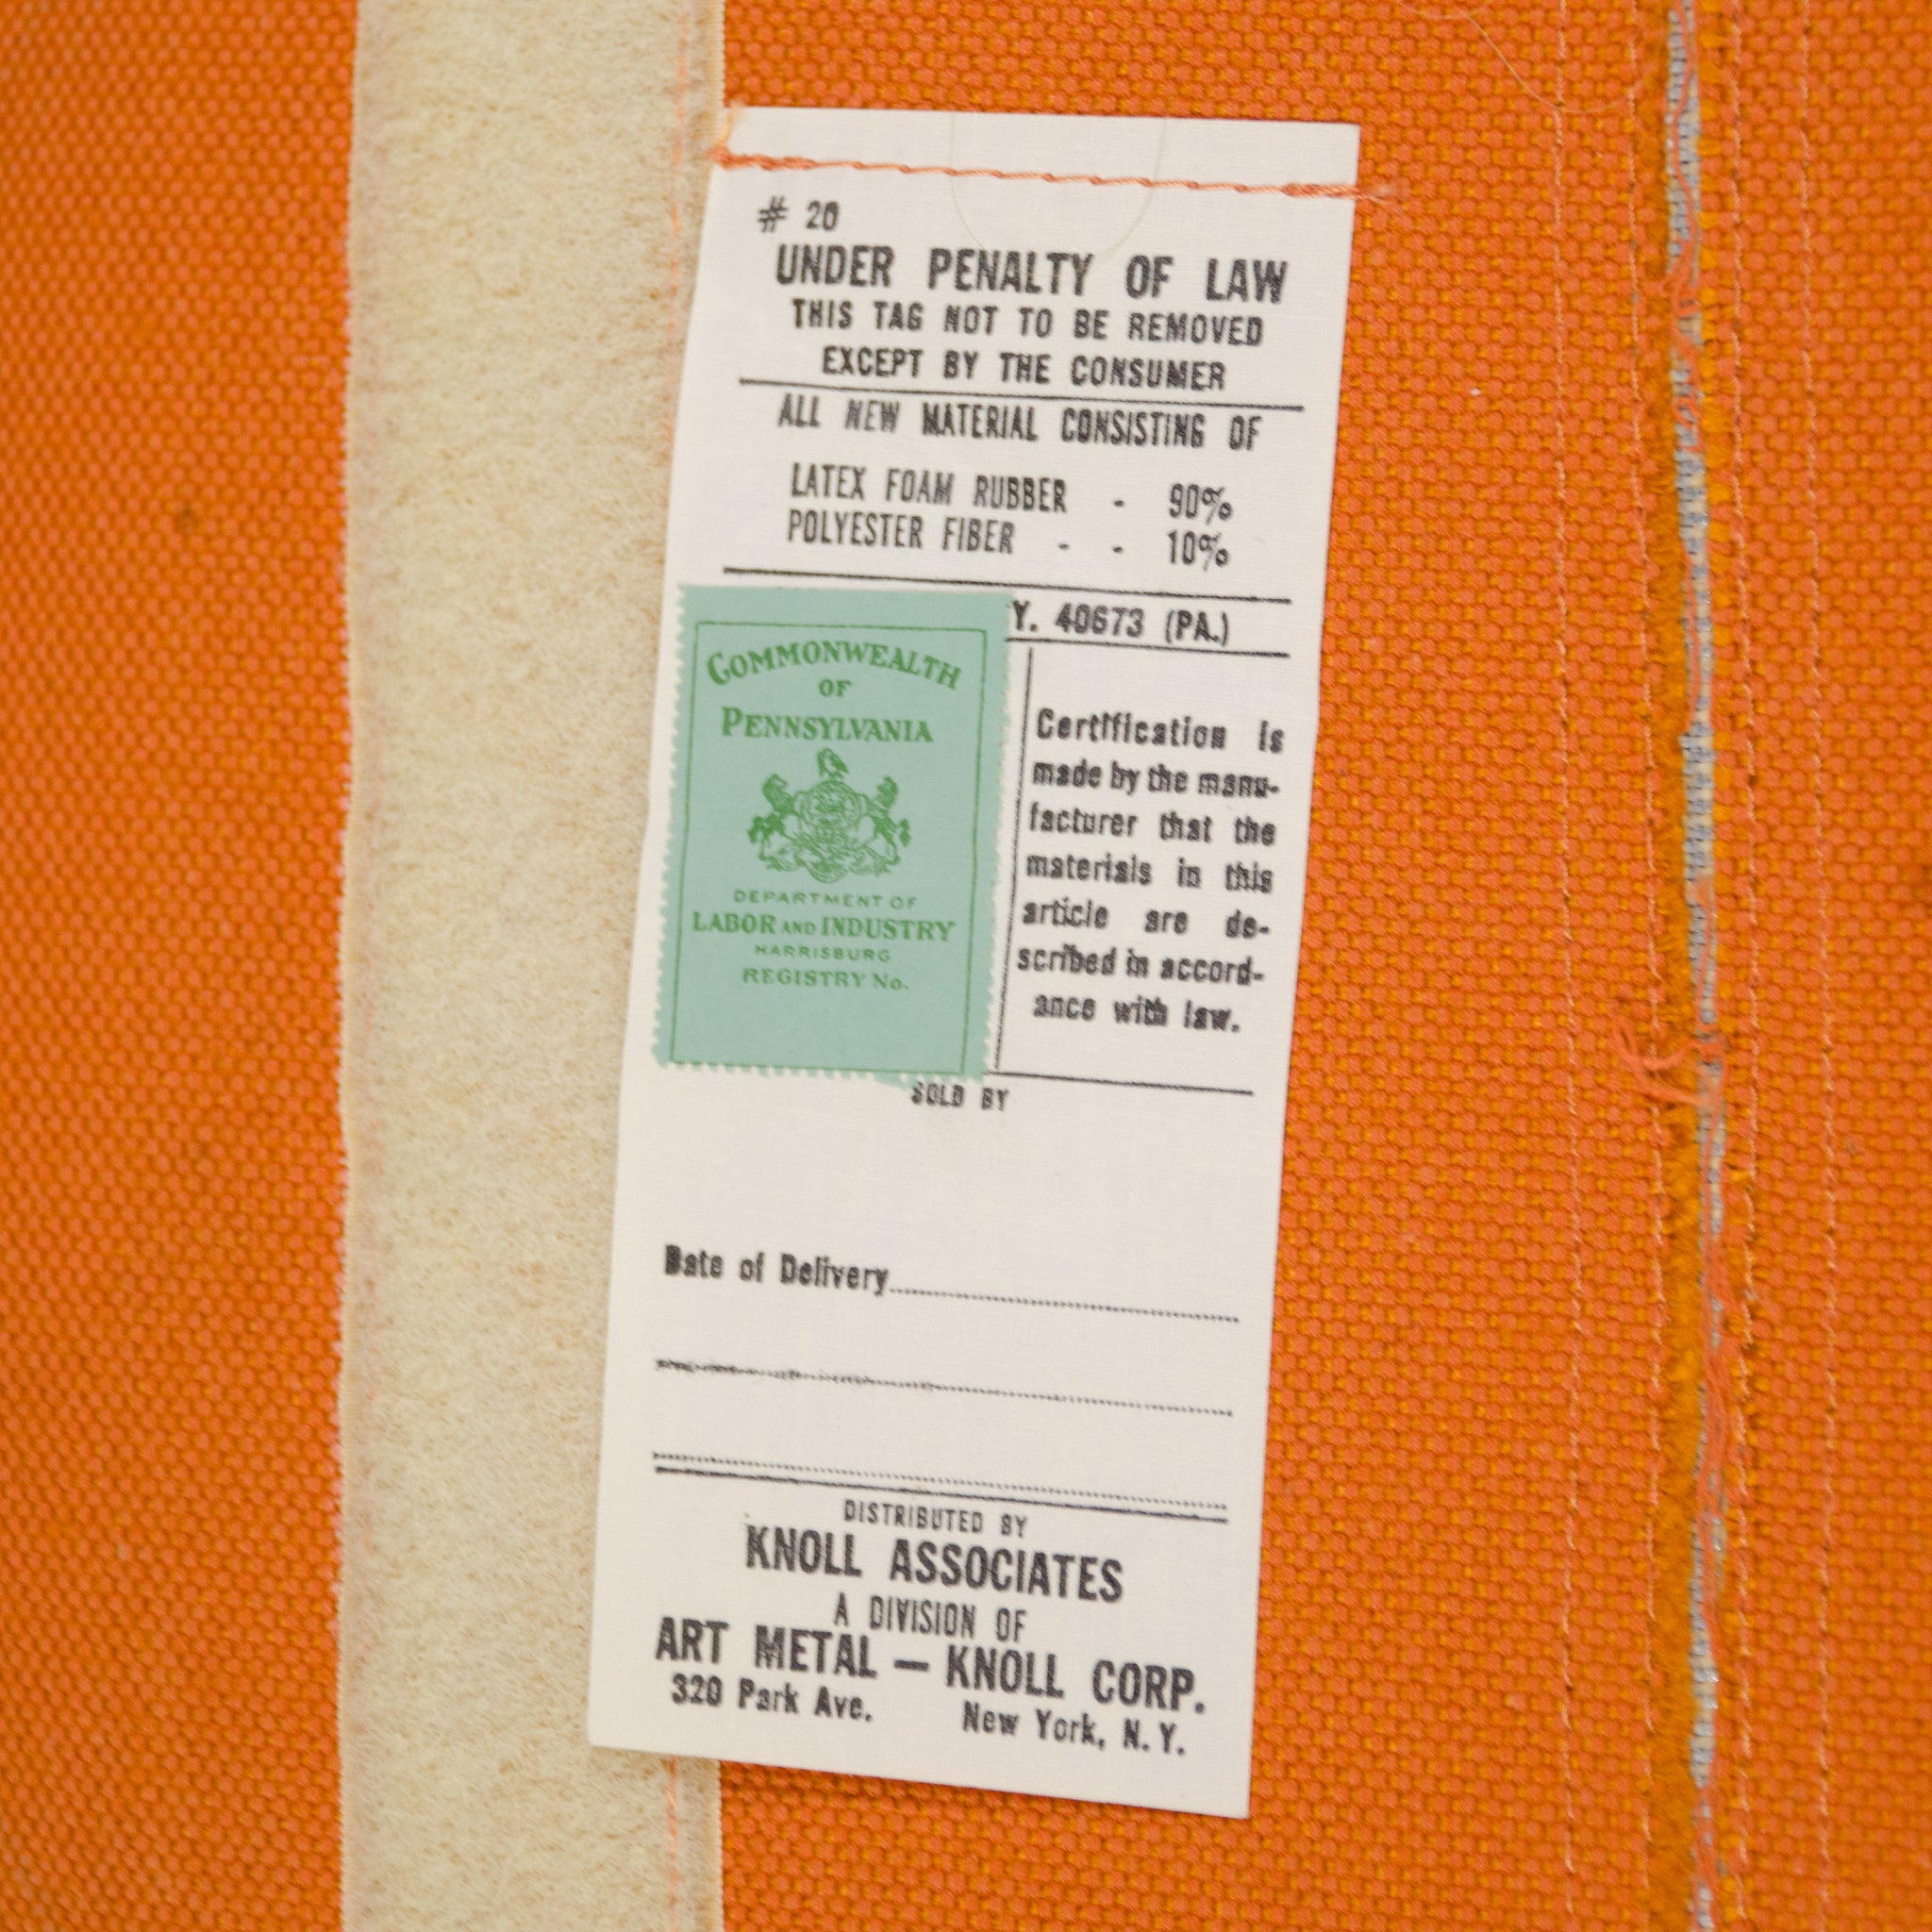 # 20
UNDER PENALTY OF LAW
THIS TAG NOT TO BE REMOVED
EXCEPT BY THE CONSUMER
ALL NEW MATERIAL CONSISTING OF
LATEX FOAM RUBBER - 90%
POLYESTER FIBER - - 10%
Y. 40673 (PA.)
COMMONWEALTH
OF
PENNSYLVANIA
DEPARTMENT OF
LABOR AND INDUSTRY
HARRISBURG
REGISTRY No.
Certification is
made by the manu-
facturer that the
materials in this
article are de-
scribed in accord-
ance with law.
SOLD BY
Date of Delivery
DISTRIBUTED BY
KNOLL ASSOCIATES
A DIVISION OF
ART METAL — KNOLL CORP.
320 Park Ave. New York, N.Y.